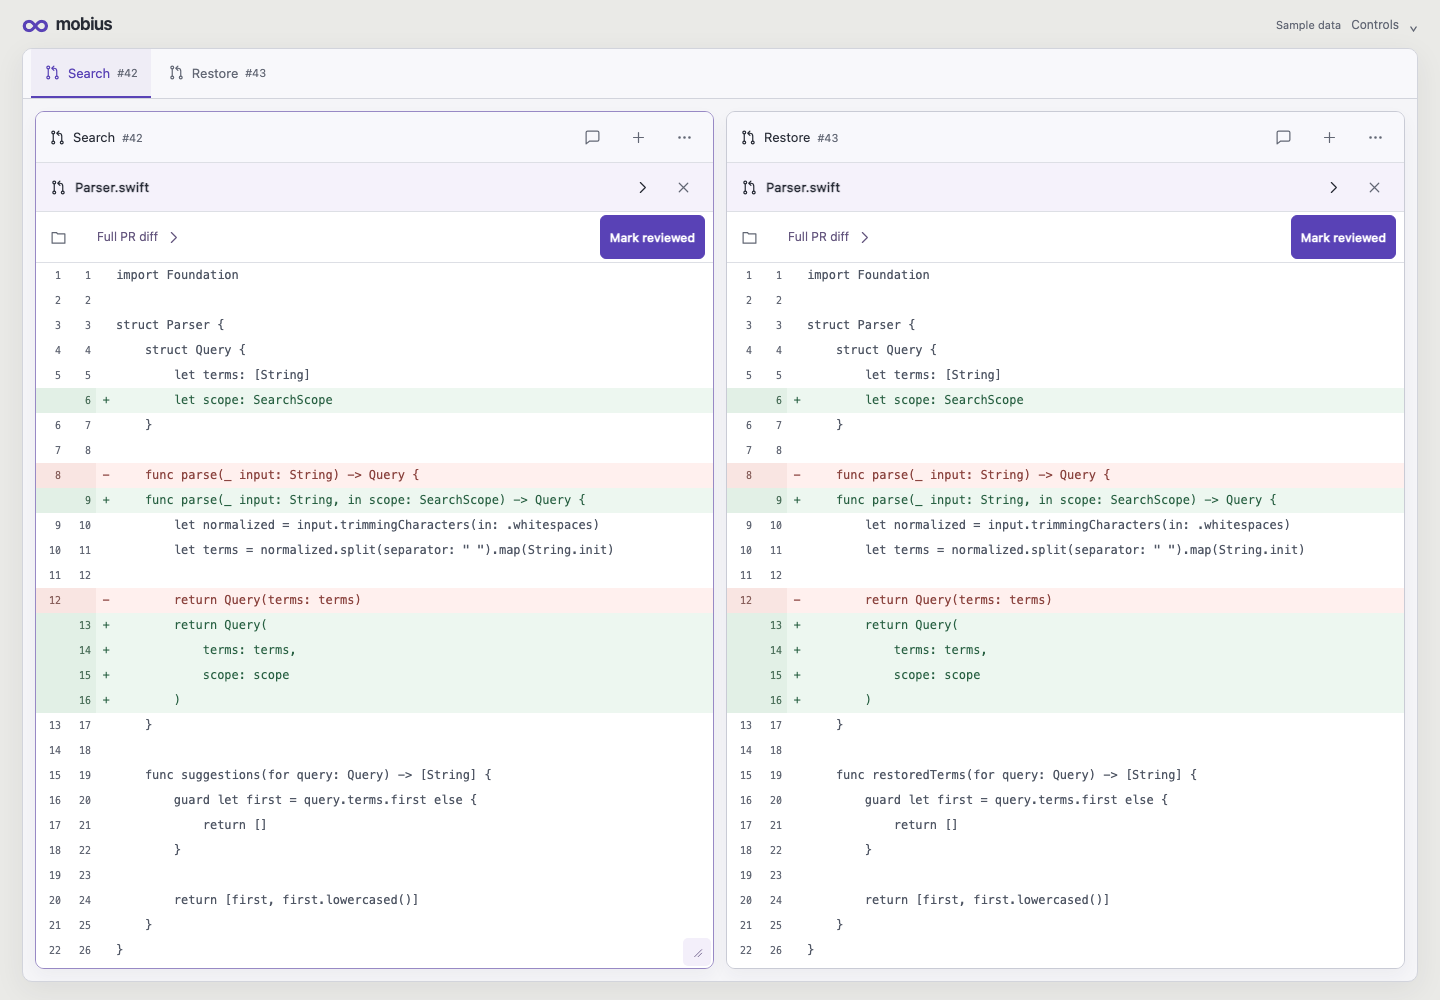 mobius
Sample data Controls
Search #42 Restore #43
Search #42
Parser.swift
Full PR diff Mark reviewed
1 1 import Foundation
2 2
3 3 struct Parser {
4 4 struct Query {
5 5 let terms: [String]
6 + let scope: SearchScope
6 7 }
7 8
8 − func parse(_ input: String) −> Query {
9 + func parse(_ input: String, in scope: SearchScope) −> Query {
9 10 let normalized = input.trimmingCharacters(in: .whitespaces)
10 11 let terms = normalized.split(separator: " ").map(String.init)
11 12
12 − return Query(terms: terms)
13 + return Query(
14 + terms: terms,
15 + scope: scope
16 + )
13 17 }
14 18
15 19 func suggestions(for query: Query) −> [String] {
16 20 guard let first = query.terms.first else {
17 21 return []
18 22 }
19 23
20 24 return [first, first.lowercased()]
21 25 }
22 26 }
Restore #43
Parser.swift
Full PR diff Mark reviewed
1 1 import Foundation
2 2
3 3 struct Parser {
4 4 struct Query {
5 5 let terms: [String]
6 + let scope: SearchScope
6 7 }
7 8
8 − func parse(_ input: String) −> Query {
9 + func parse(_ input: String, in scope: SearchScope) −> Query {
9 10 let normalized = input.trimmingCharacters(in: .whitespaces)
10 11 let terms = normalized.split(separator: " ").map(String.init)
11 12
12 − return Query(terms: terms)
13 + return Query(
14 + terms: terms,
15 + scope: scope
16 + )
13 17 }
14 18
15 19 func restoredTerms(for query: Query) −> [String] {
16 20 guard let first = query.terms.first else {
17 21 return []
18 22 }
19 23
20 24 return [first, first.lowercased()]
21 25 }
22 26 }